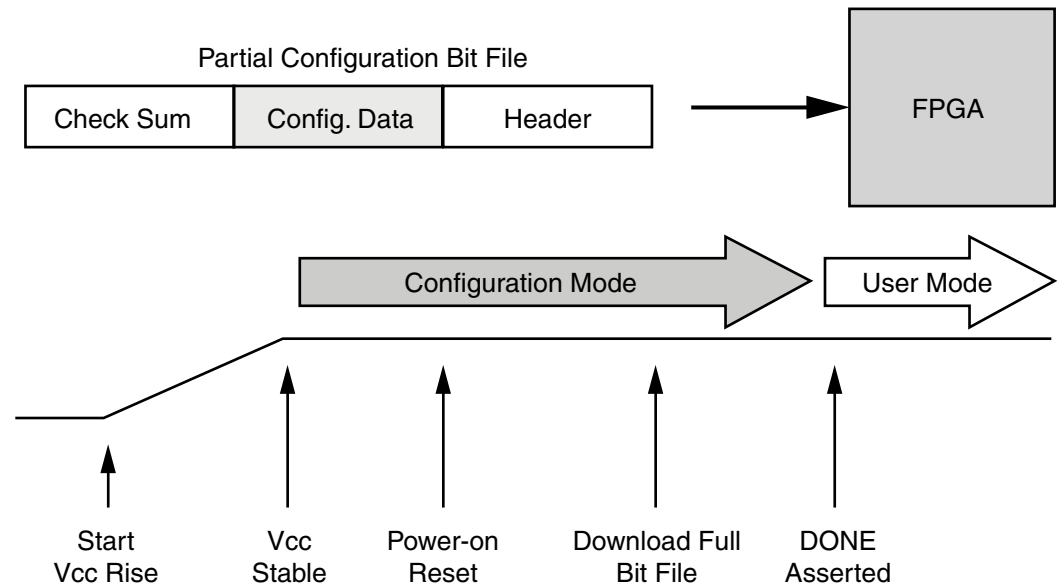 Partial Configuration Bit File
Check Sum
Config. Data
Header
FPGA
Configuration Mode
User Mode
Start
Vcc Rise
Vcc
Stable
Power-on
Reset
Download Full
Bit File
DONE
Asserted